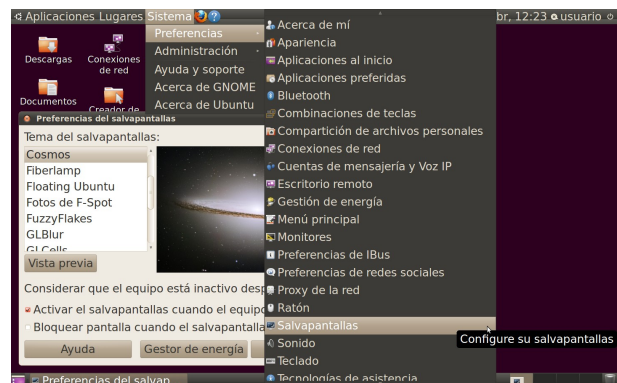 Aplicaciones Lugares Sistema
br, 12:23 usuario
Descargas
Conexiones
de red
Documentos
Creador de
Preferencias
Administración
Ayuda y soporte
Acerca de GNOME
Acerca de Ubuntu
Acerca de mí
Apariencia
Aplicaciones al inicio
Aplicaciones preferidas
Bluetooth
Combinaciones de teclas
Compartición de archivos personales
Conexiones de red
Cuentas de mensajería y Voz IP
Escritorio remoto
Gestión de energía
Menú principal
Monitores
Preferencias de IBus
Preferencias de redes sociales
Proxy de la red
Ratón
Salvapantallas
Sonido
Teclado
Tecnologías de asistencia
Configure su salvapantallas
Preferencias del salvapantallas
Tema del salvapantallas:
Cosmos
Fiberlamp
Floating Ubuntu
Fotos de F-Spot
FuzzyFlakes
GLBlur
GLCells
Vista previa
Considerar que el equipo está inactivo desp
Activar el salvapantallas cuando el equipo
Bloquear pantalla cuando el salvapantalla
Ayuda
Gestor de energía
Preferencias del salvap